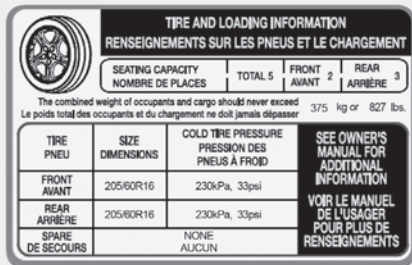 TIRE AND LOADING INFORMATION
RENSEIGNEMENTS SUR LES PNEUS ET LE CHARGEMENT
SEATING CAPACITY
NOMBRE DE PLACES
TOTAL 5
FRONT
AVANT 2
REAR
ARRIÈRE 3
The combined weight of occupants and cargo should never exceed
Le poids total des occupants et du chargement ne doit jamais dépasser
375 kg or 827 lbs.
TIRE
PNEU
SIZE
DIMENSIONS
COLD TIRE PRESSURE
PRESSION DES
PNEUS À FROID
FRONT
AVANT
205/60R16
230kPa, 33psi
REAR
ARRIÈRE
205/60R16
230kPa, 33psi
SPARE
DE SECOURS
NONE
AUCUN
SEE OWNER'S
MANUAL FOR
ADDITIONAL
INFORMATION
VOIR LE MANUEL
DE L'USAGER
POUR PLUS DE
RENSEIGNEMENTS